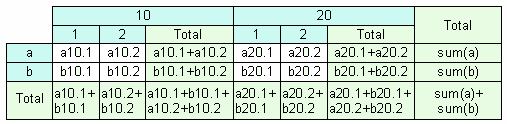 10 20 Total
1 2 Total 1 2 Total
a a10.1 a10.2 a10.1+a10.2 a20.1 a20.2 a20.1+a20.2 sum(a)
b b10.1 b10.2 b10.1+b10.2 b20.1 b20.2 b20.1+b20.2 sum(b)
Total a10.1+ a10.2+ a10.1+b10.1+ a20.1+ a20.2+ a20.1+b20.1+ sum(a)+
b10.1 b10.2 a10.2+b10.2 b20.1 b20.2 a20.2+b20.2 sum(b)